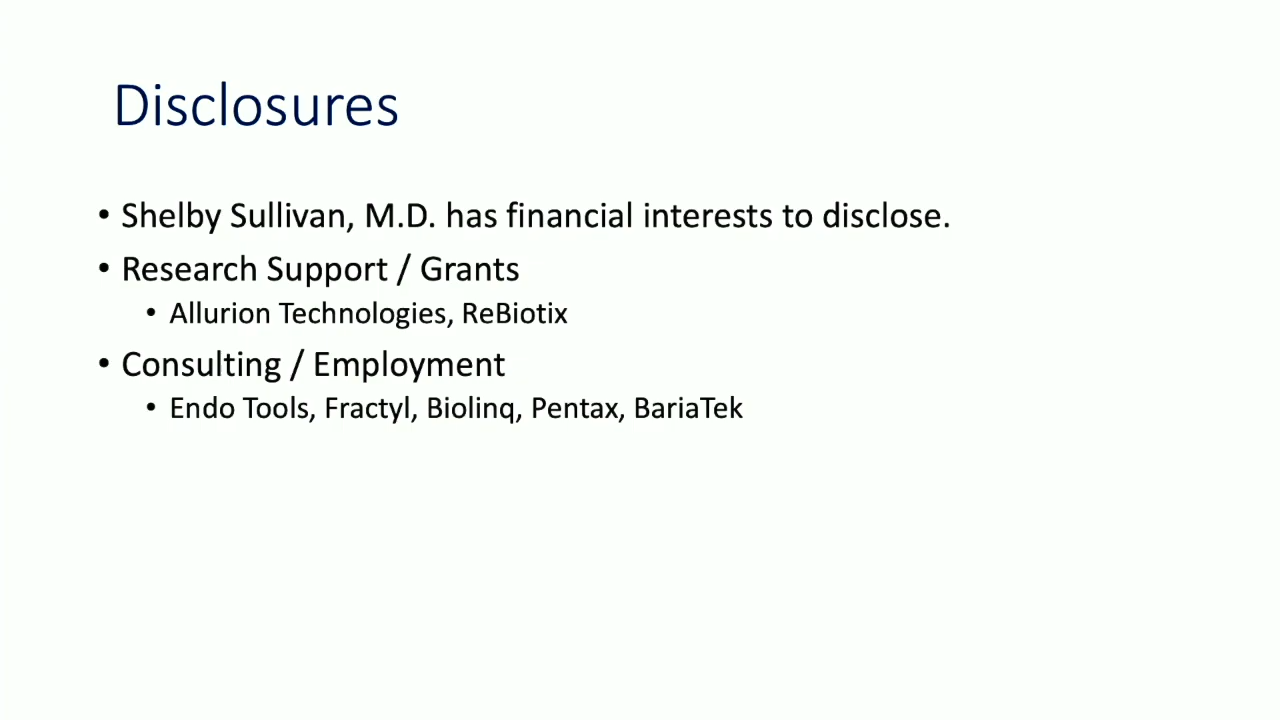 Disclosures
• Shelby Sullivan, M.D. has financial interests to disclose.
• Research Support / Grants
• Allurion Technologies, ReBiotix
• Consulting / Employment
• Endo Tools, Fractyl, Biolinq, Pentax, BariaTek